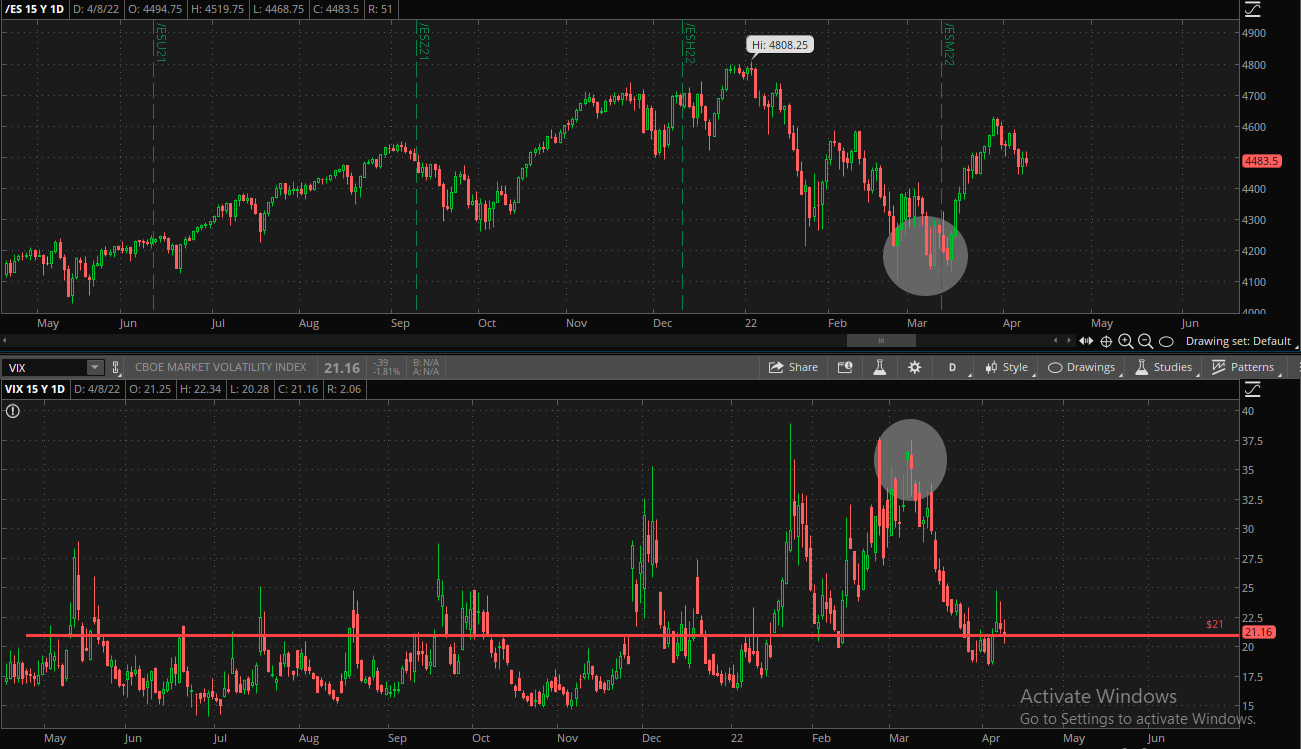 /ES 15 Y 1D D: 4/8/22 O: 4494.75 H: 4519.75 L: 4468.75 C: 4483.5 R: 51
/ESU21 /ESZ21 /ESH22 /ESM22
Hi: 4808.25
4900
4800
4700
4600
4483.5
4400
4300
4200
4100
4000
May Jun Jul Aug Sep Oct Nov Dec 22 Feb Mar Apr May Jun
Drawing set: Default
VIX CBOE MARKET VOLATILITY INDEX 21.16 -.39 -1.81% B: N/A A: N/A Share D Style Drawings Studies Patterns
VIX 15 Y 1D D: 4/8/22 O: 21.25 H: 22.34 L: 20.28 C: 21.16 R: 2.06
40
37.5
35
32.5
30
27.5
25
22.5
$21
21.16
20
17.5
15
Activate Windows
Go to Settings to activate Windows.
May Jun Jul Aug Sep Oct Nov Dec 22 Feb Mar Apr May Jun